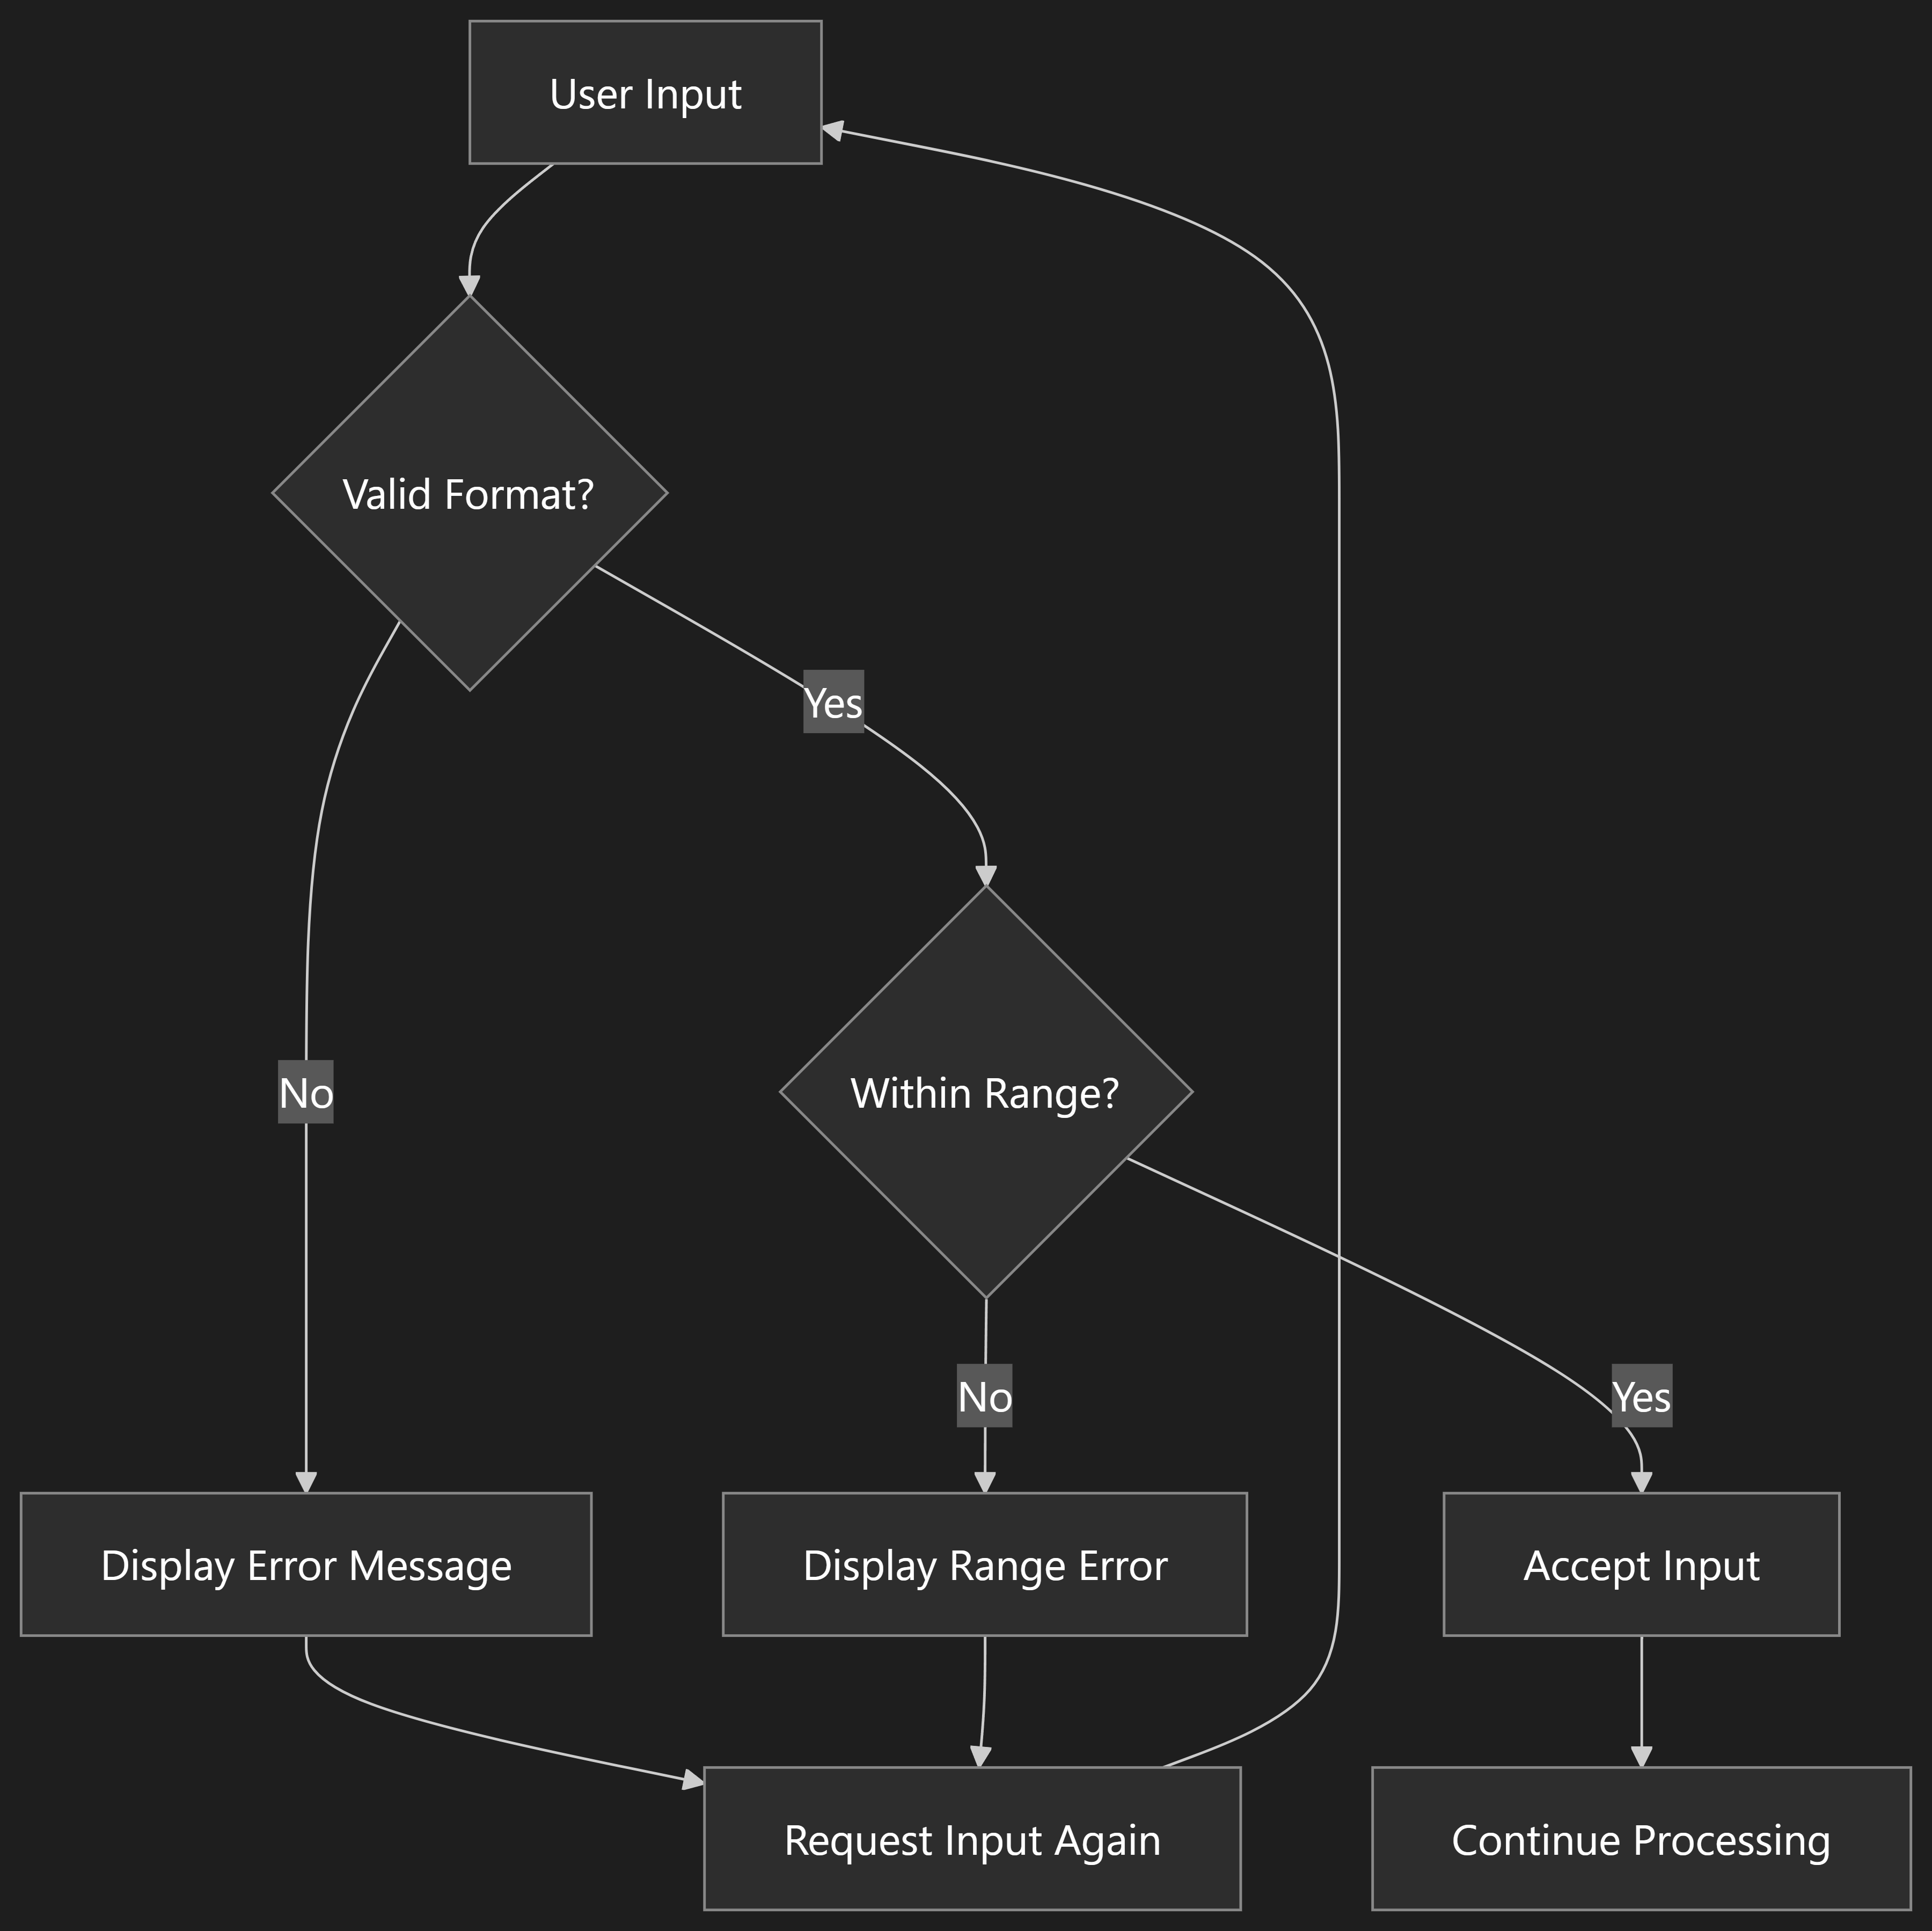 User Input
Valid Format?
Yes
No
Within Range?
No
Yes
Display Error Message
Display Range Error
Accept Input
Request Input Again
Continue Processing